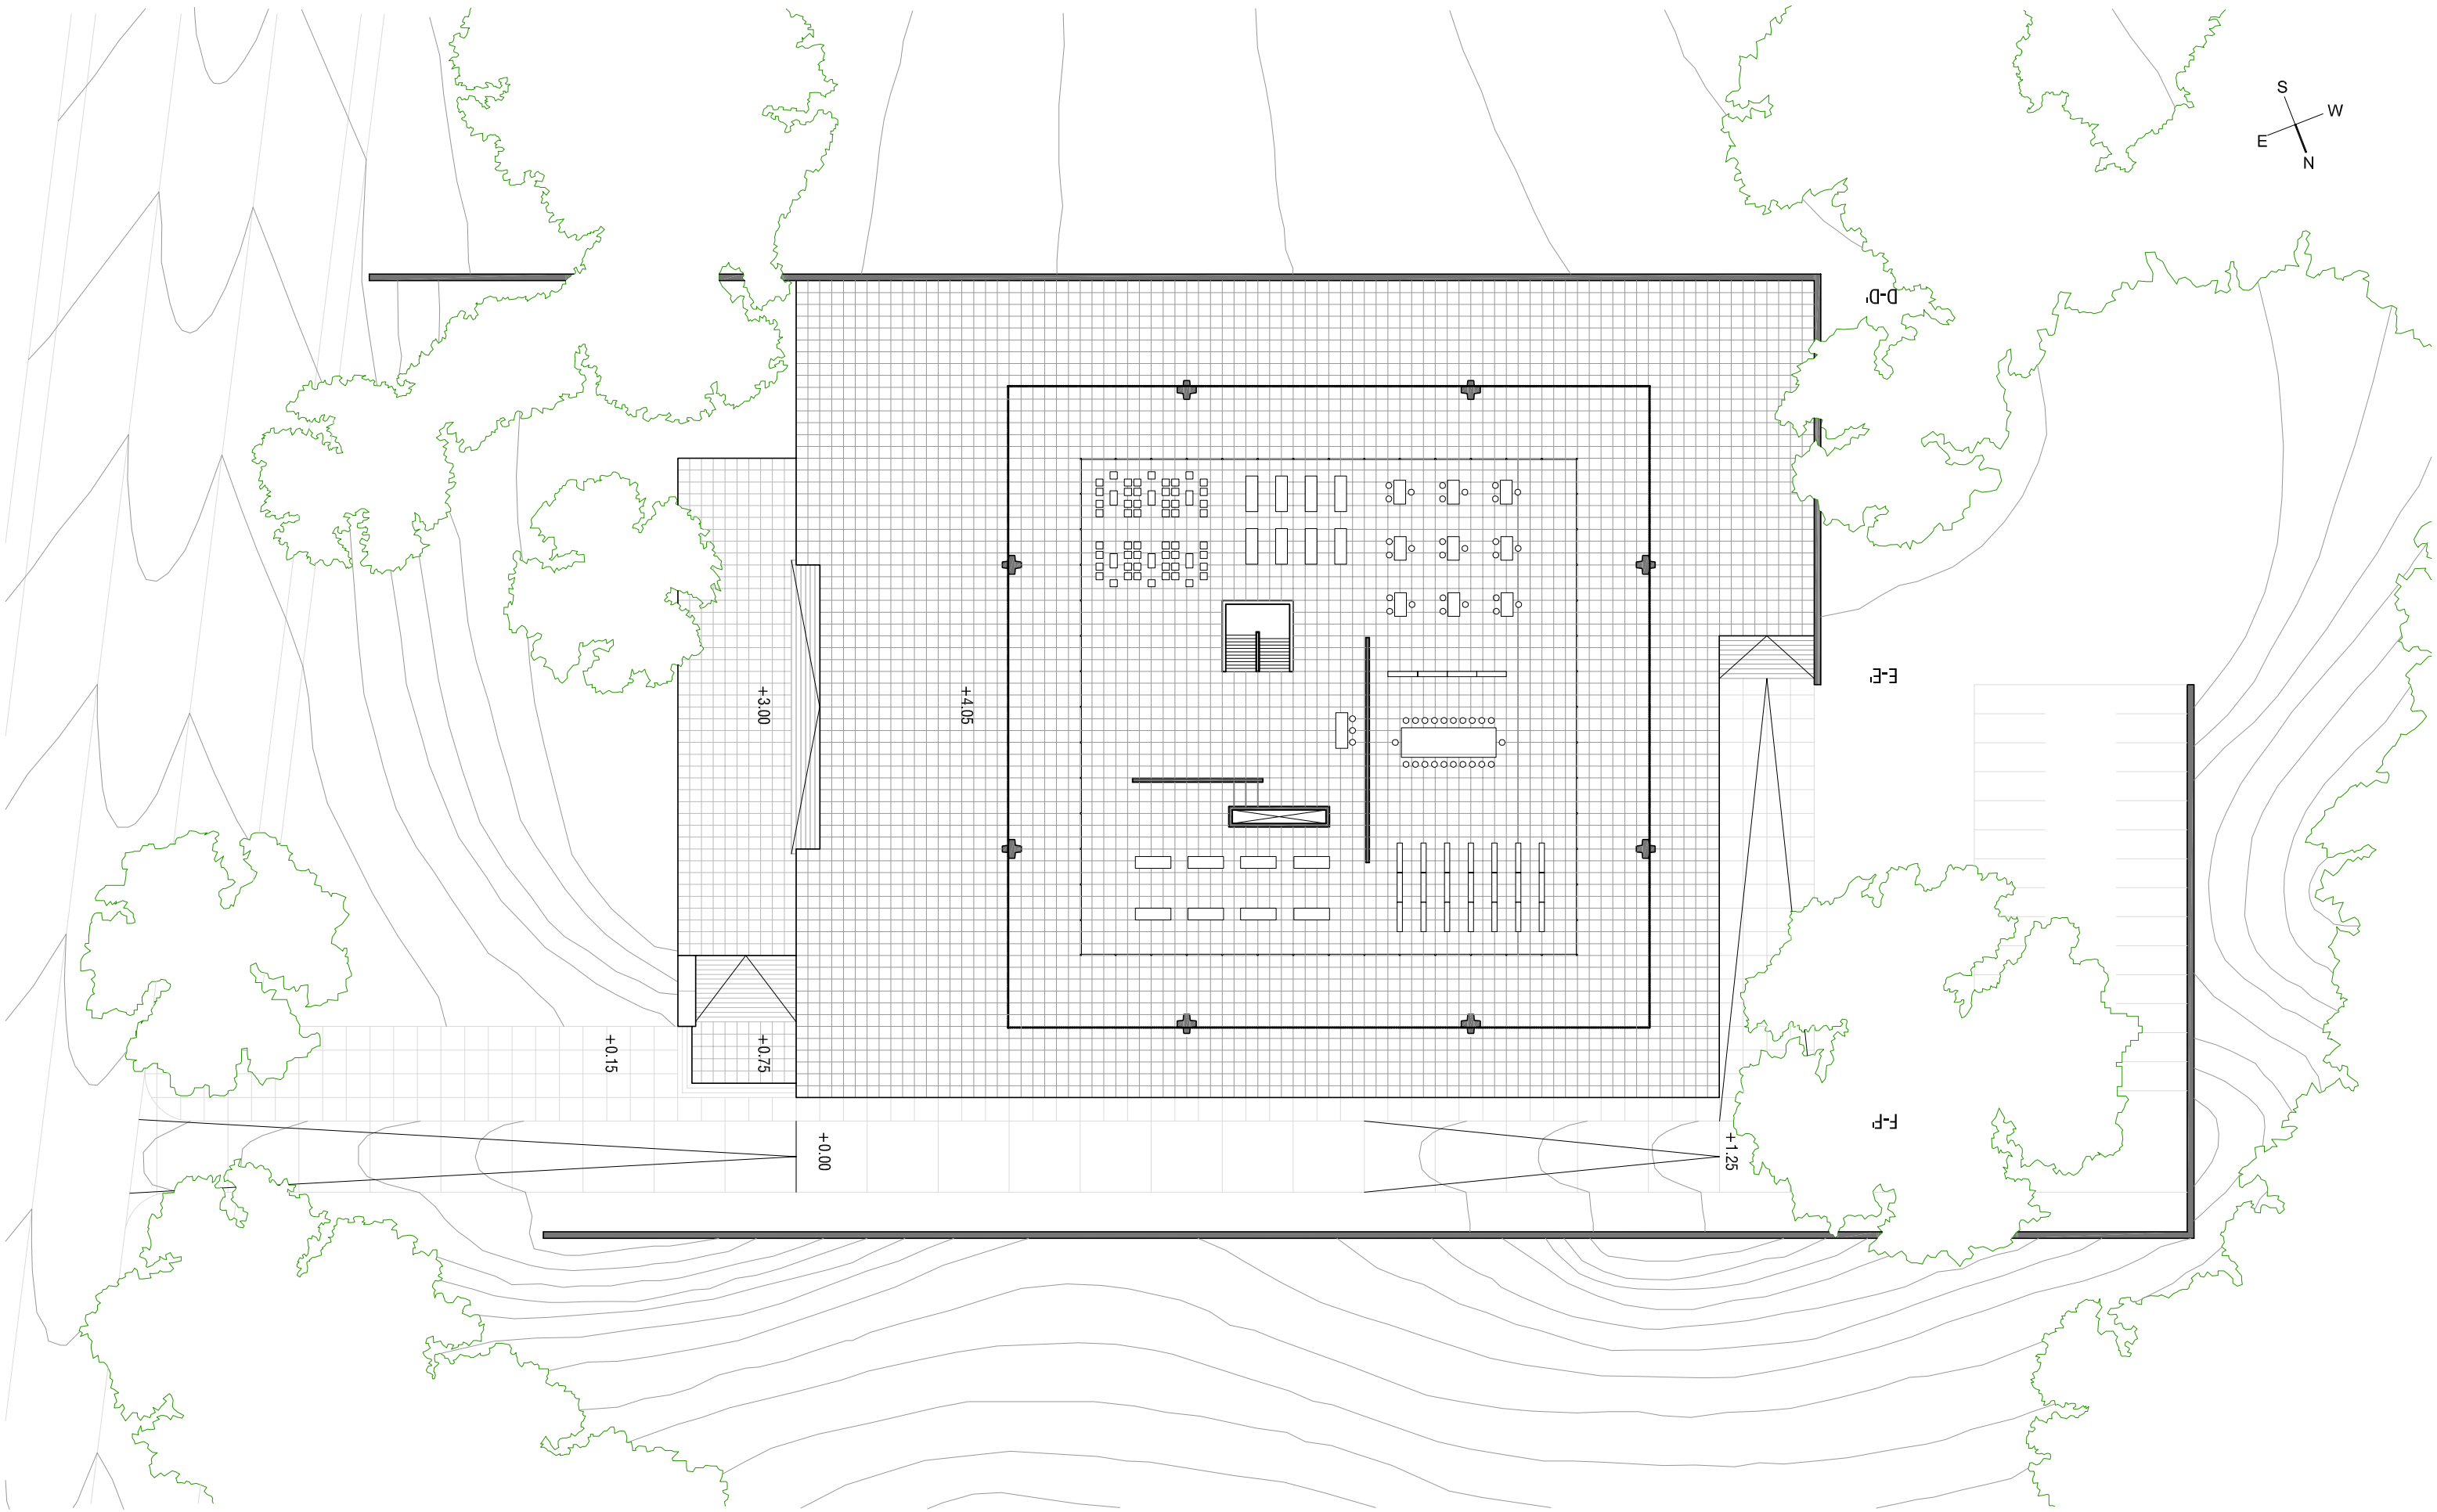 S
W
E
N
D-D'
+3.00
+4.05
E-E'
+0.15
+0.75
F-F'
+0.00
+1.25